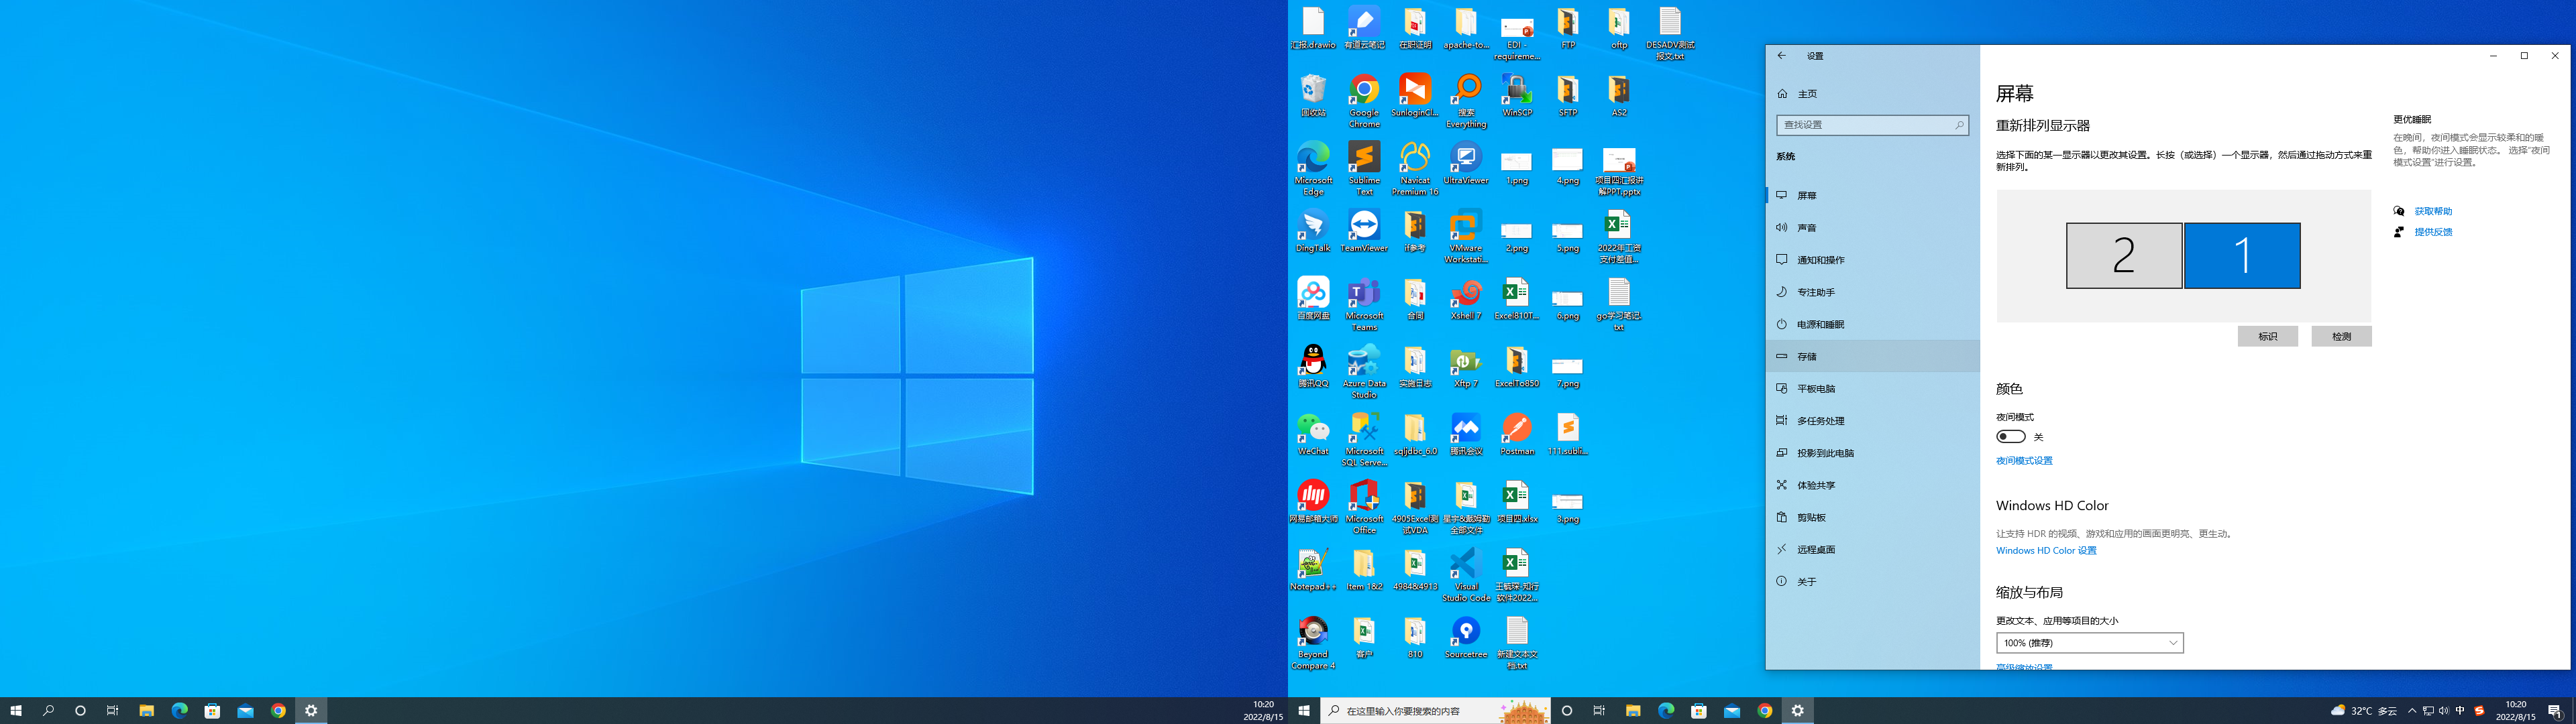 汇报.drawio
有道云笔记
在职证明
apache-to...
EDI -
requireme...
FTP
oftp
DESADV测试
报文.txt
回收站
Google
Chrome
SunloginCl...
搜索
Everything
WinSCP
SFTP
AS2
Microsoft
Edge
Sublime
Text
Navicat
Premium 16
UltraViewer
1.png
4.png
项目四汇报讲
解PPT.pptx
DingTalk
TeamViewer
if参考
VMware
Workstati...
2.png
5.png
2022年工资
支付差值...
百度网盘
Microsoft
Teams
合同
Xshell 7
Excel810T...
6.png
go学习笔记.
txt
腾讯QQ
Azure Data
Studio
实施日志
Xftp 7
ExcelTo850
7.png
WeChat
Microsoft
SQL Serve...
sqljdbc_6.0
腾讯会议
Postman
111.subli...
网易邮箱大师
Microsoft
Office
4905Excel测
试VDA
星宇&戴姆勒
全部文件
项目四.xlsx
3.png
Notepad++
Item 1&2
4984&4913
Visual
Studio Code
王毓琛-知行
软件2022...
Beyond
Compare 4
客户
810
Sourcetree
新建文本文
档.txt
设置
主页
查找设置
系统
屏幕
声音
通知和操作
专注助手
电源和睡眠
存储
平板电脑
多任务处理
投影到此电脑
体验共享
剪贴板
远程桌面
关于
屏幕
重新排列显示器
选择下面的某一显示器以更改其设置。长按（或选择）一个显示器，然后通过拖动方式来重
新排列。
2
1
标识
检测
颜色
夜间模式
关
夜间模式设置
Windows HD Color
让支持 HDR 的视频、游戏和应用的画面更明亮、更生动。
Windows HD Color 设置
缩放与布局
更改文本、应用等项目的大小
100% (推荐)
高级缩放设置
更优睡眠
在晚间，夜间模式会显示较柔和的暖
色，帮助你进入睡眠状态。 选择“夜间
模式设置”进行设置。
获取帮助
提供反馈
10:20
2022/8/15
在这里输入你要搜索的内容
32°C 多云
中
10:20
2022/8/15